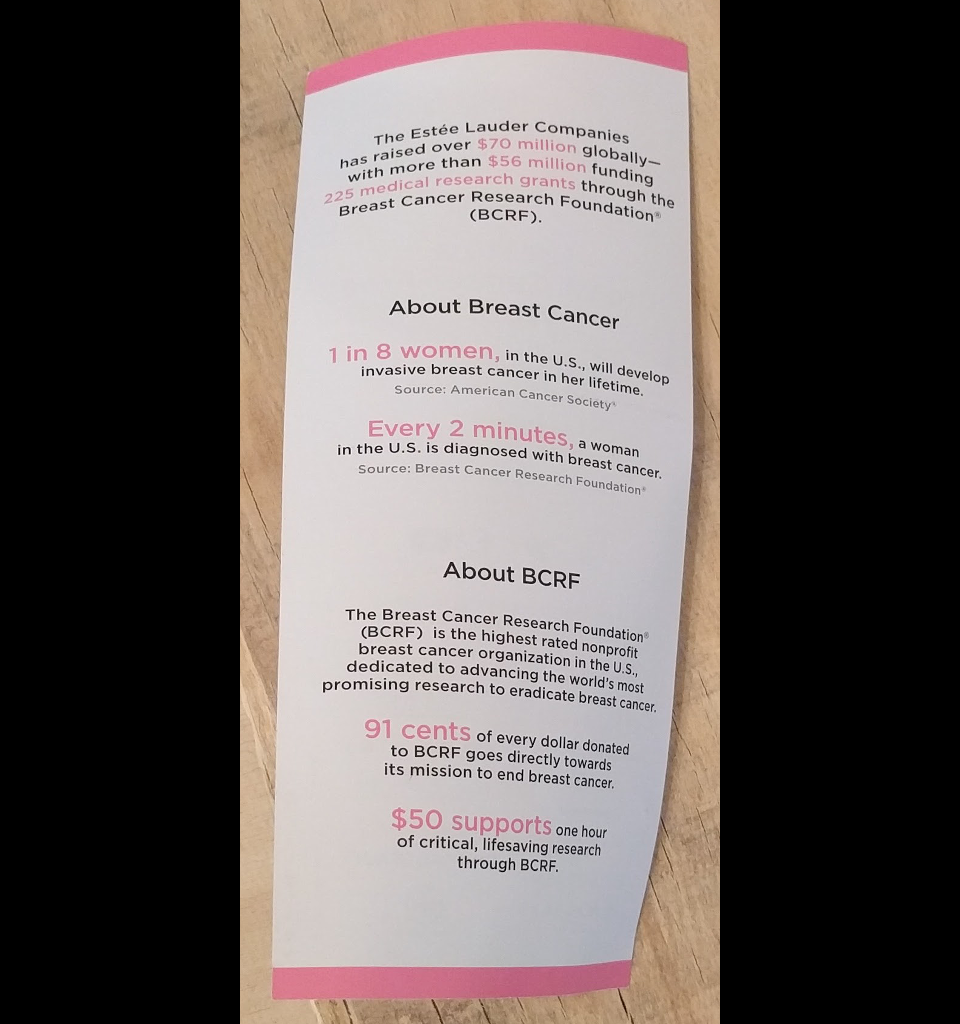 The Estée Lauder Companies
has raised over $70 million globally—
with more than $56 million funding
225 medical research grants through the
Breast Cancer Research Foundation®
(BCRF).
About Breast Cancer
1 in 8 women, in the U.S., will develop
invasive breast cancer in her lifetime.
Source: American Cancer Society®
Every 2 minutes, a woman
in the U.S. is diagnosed with breast cancer.
Source: Breast Cancer Research Foundation®
About BCRF
The Breast Cancer Research Foundation®
(BCRF) is the highest rated nonprofit
breast cancer organization in the U.S.,
dedicated to advancing the world's most
promising research to eradicate breast cancer.
91 cents of every dollar donated
to BCRF goes directly towards
its mission to end breast cancer.
$50 supports one hour
of critical, lifesaving research
through BCRF.